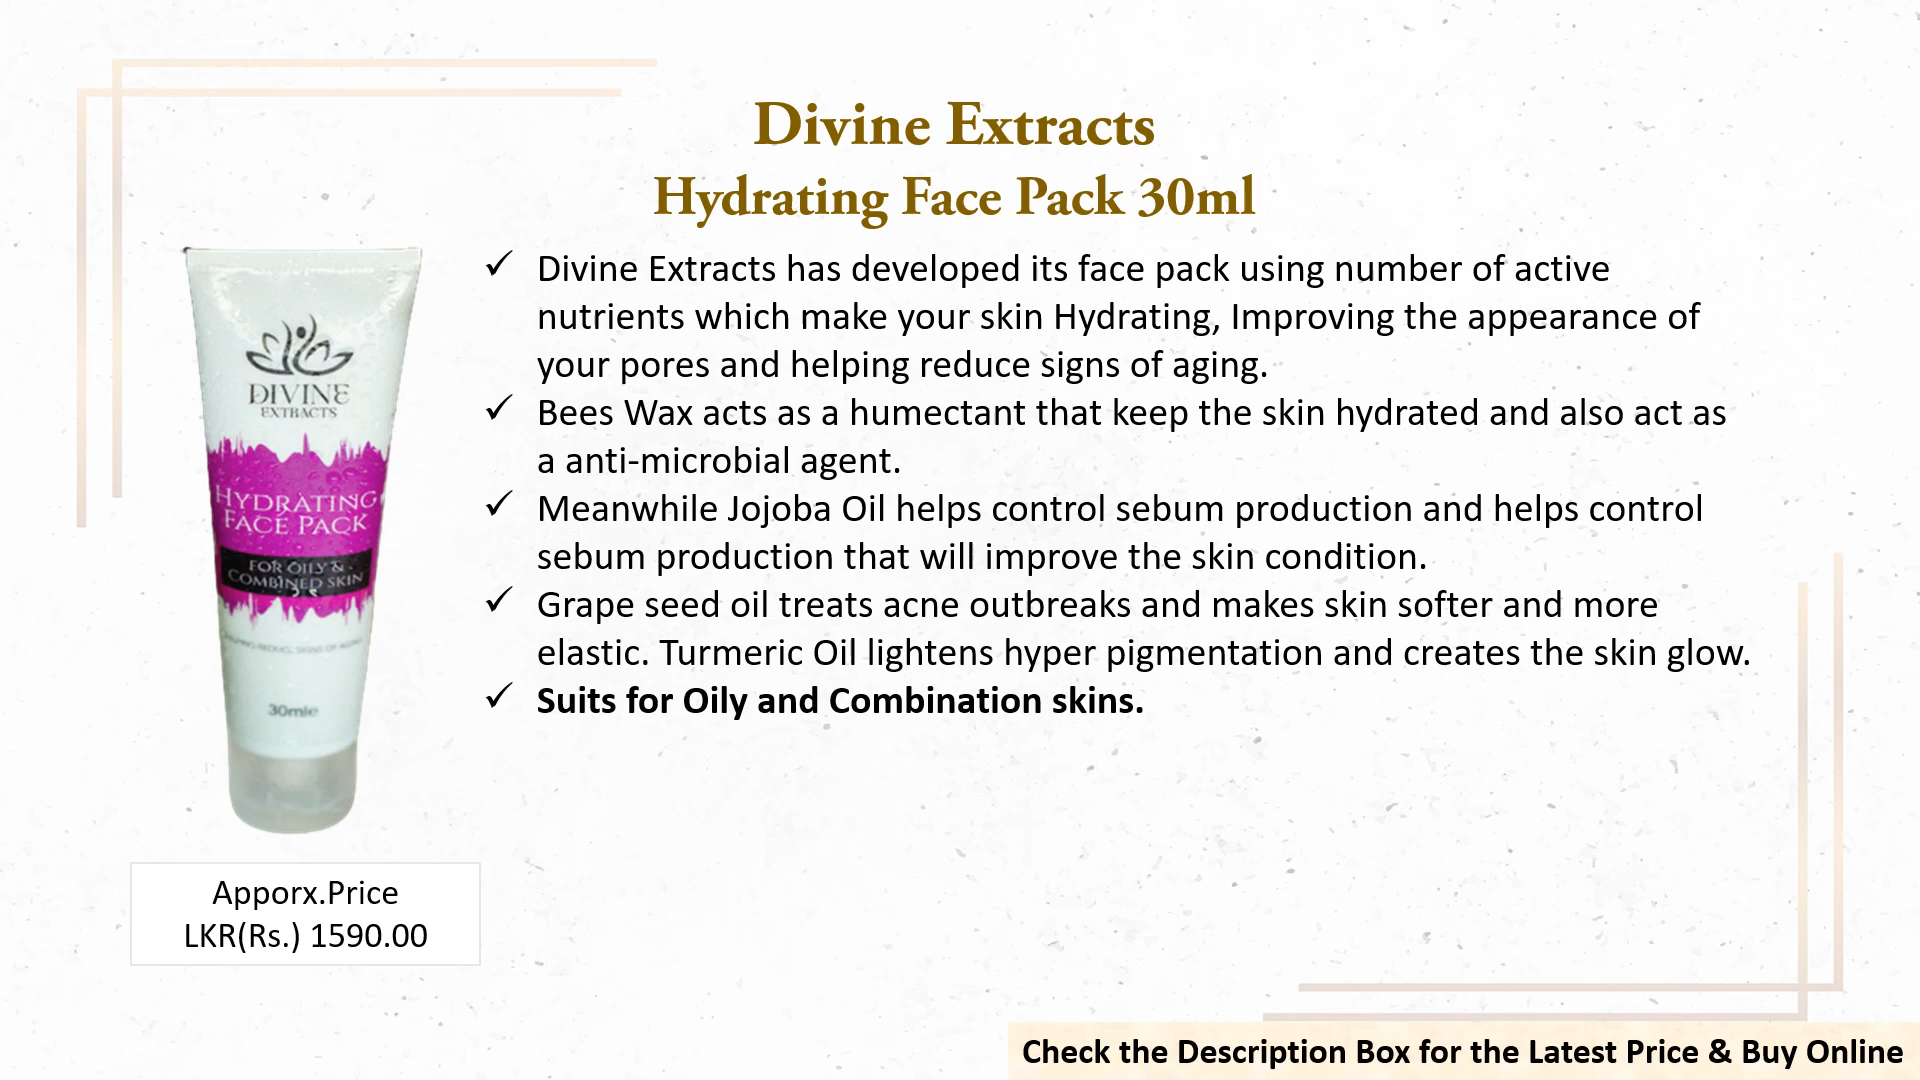 Divine Extracts
Hydrating Face Pack 30ml
✓ Divine Extracts has developed its face pack using number of active
nutrients which make your skin Hydrating, Improving the appearance of
your pores and helping reduce signs of aging.
✓ Bees Wax acts as a humectant that keep the skin hydrated and also act as
a anti-microbial agent.
✓ Meanwhile Jojoba Oil helps control sebum production and helps control
sebum production that will improve the skin condition.
✓ Grape seed oil treats acne outbreaks and makes skin softer and more
elastic. Turmeric Oil lightens hyper pigmentation and creates the skin glow.
✓ Suits for Oily and Combination skins.
DIVINE
EXTRACTS
HYDRATING
FACE PACK
FOR OILY &
COMBINED SKIN
REDUCE SIGNS OF AGING
30mle
Apporx.Price
LKR(Rs.) 1590.00
Check the Description Box for the Latest Price & Buy Online